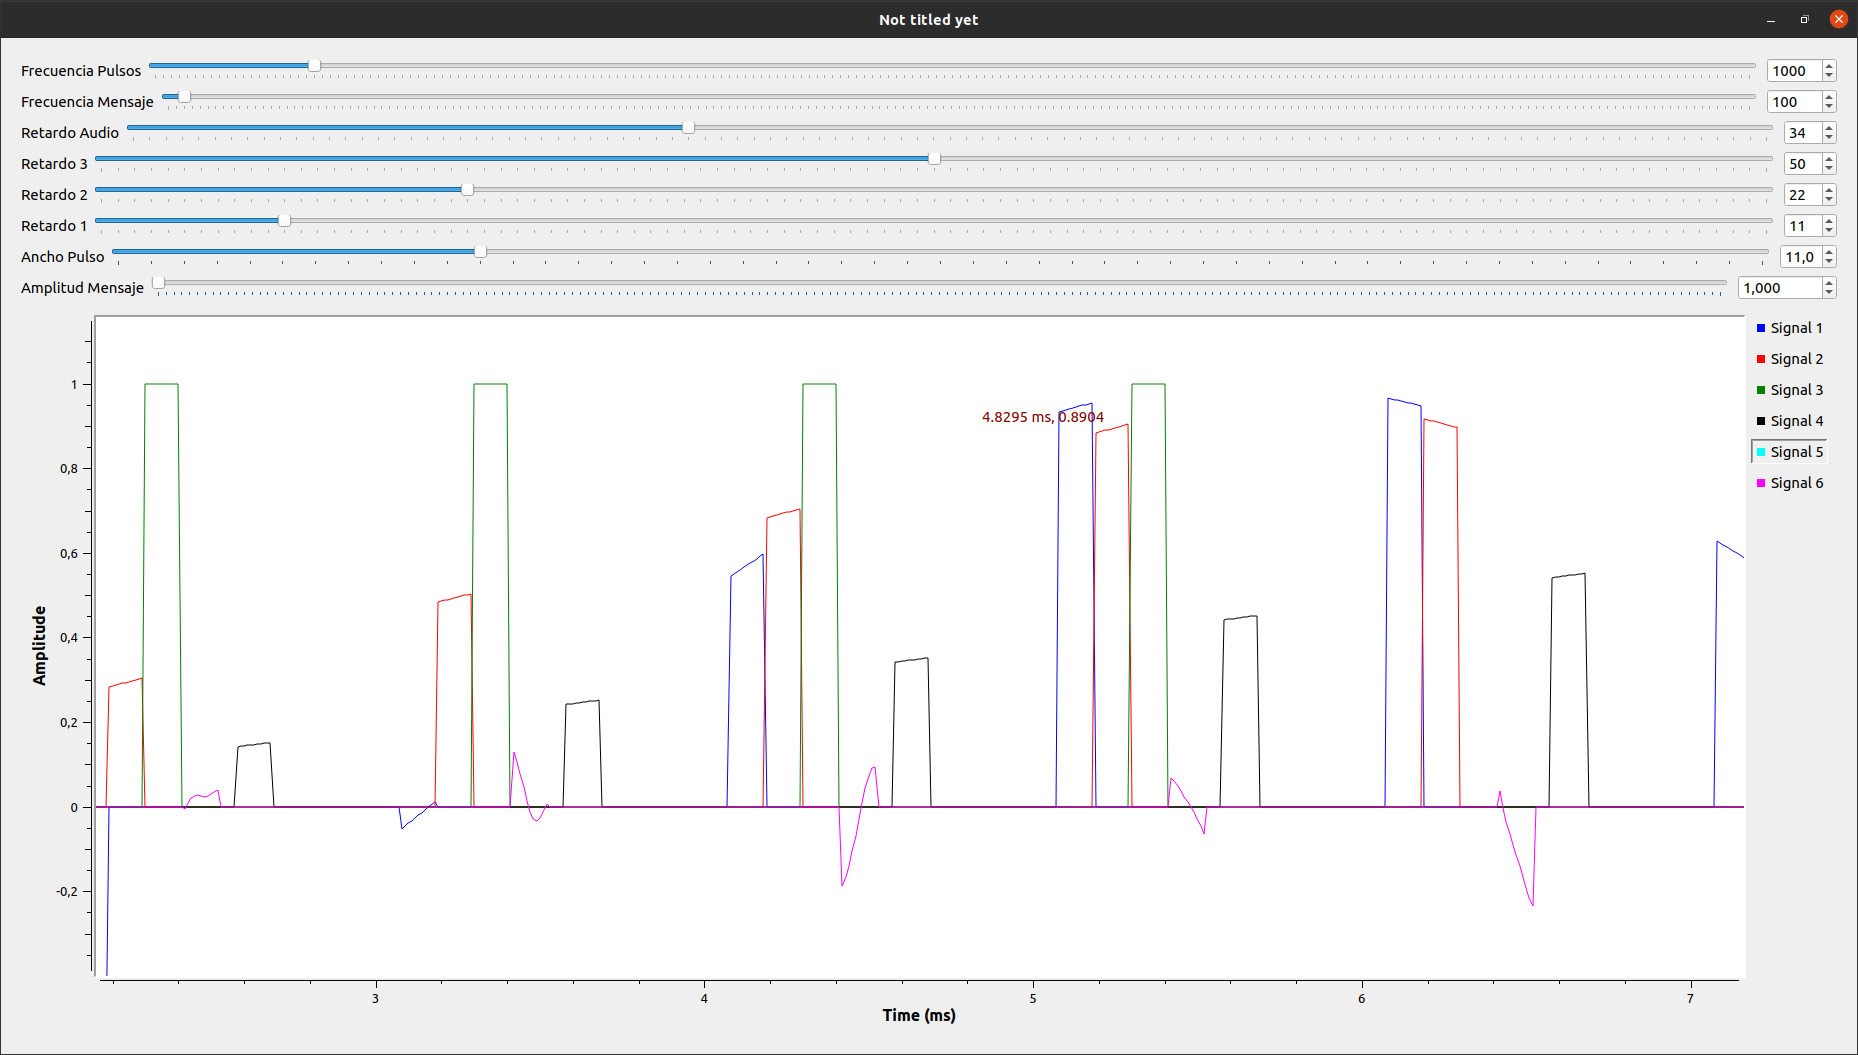 Not titled yet
Frecuencia Pulsos 1000
Frecuencia Mensaje 100
Retardo Audio 34
Retardo 3 50
Retardo 2 22
Retardo 1 11
Ancho Pulso 11,0
Amplitud Mensaje 1,000
Signal 1
Signal 2
Signal 3
Signal 4
Signal 5
Signal 6
4.8295 ms, 0.8904
1
0,8
0,6
0,4
0,2
0
-0,2
Amplitude
3 4 5 6 7
Time (ms)